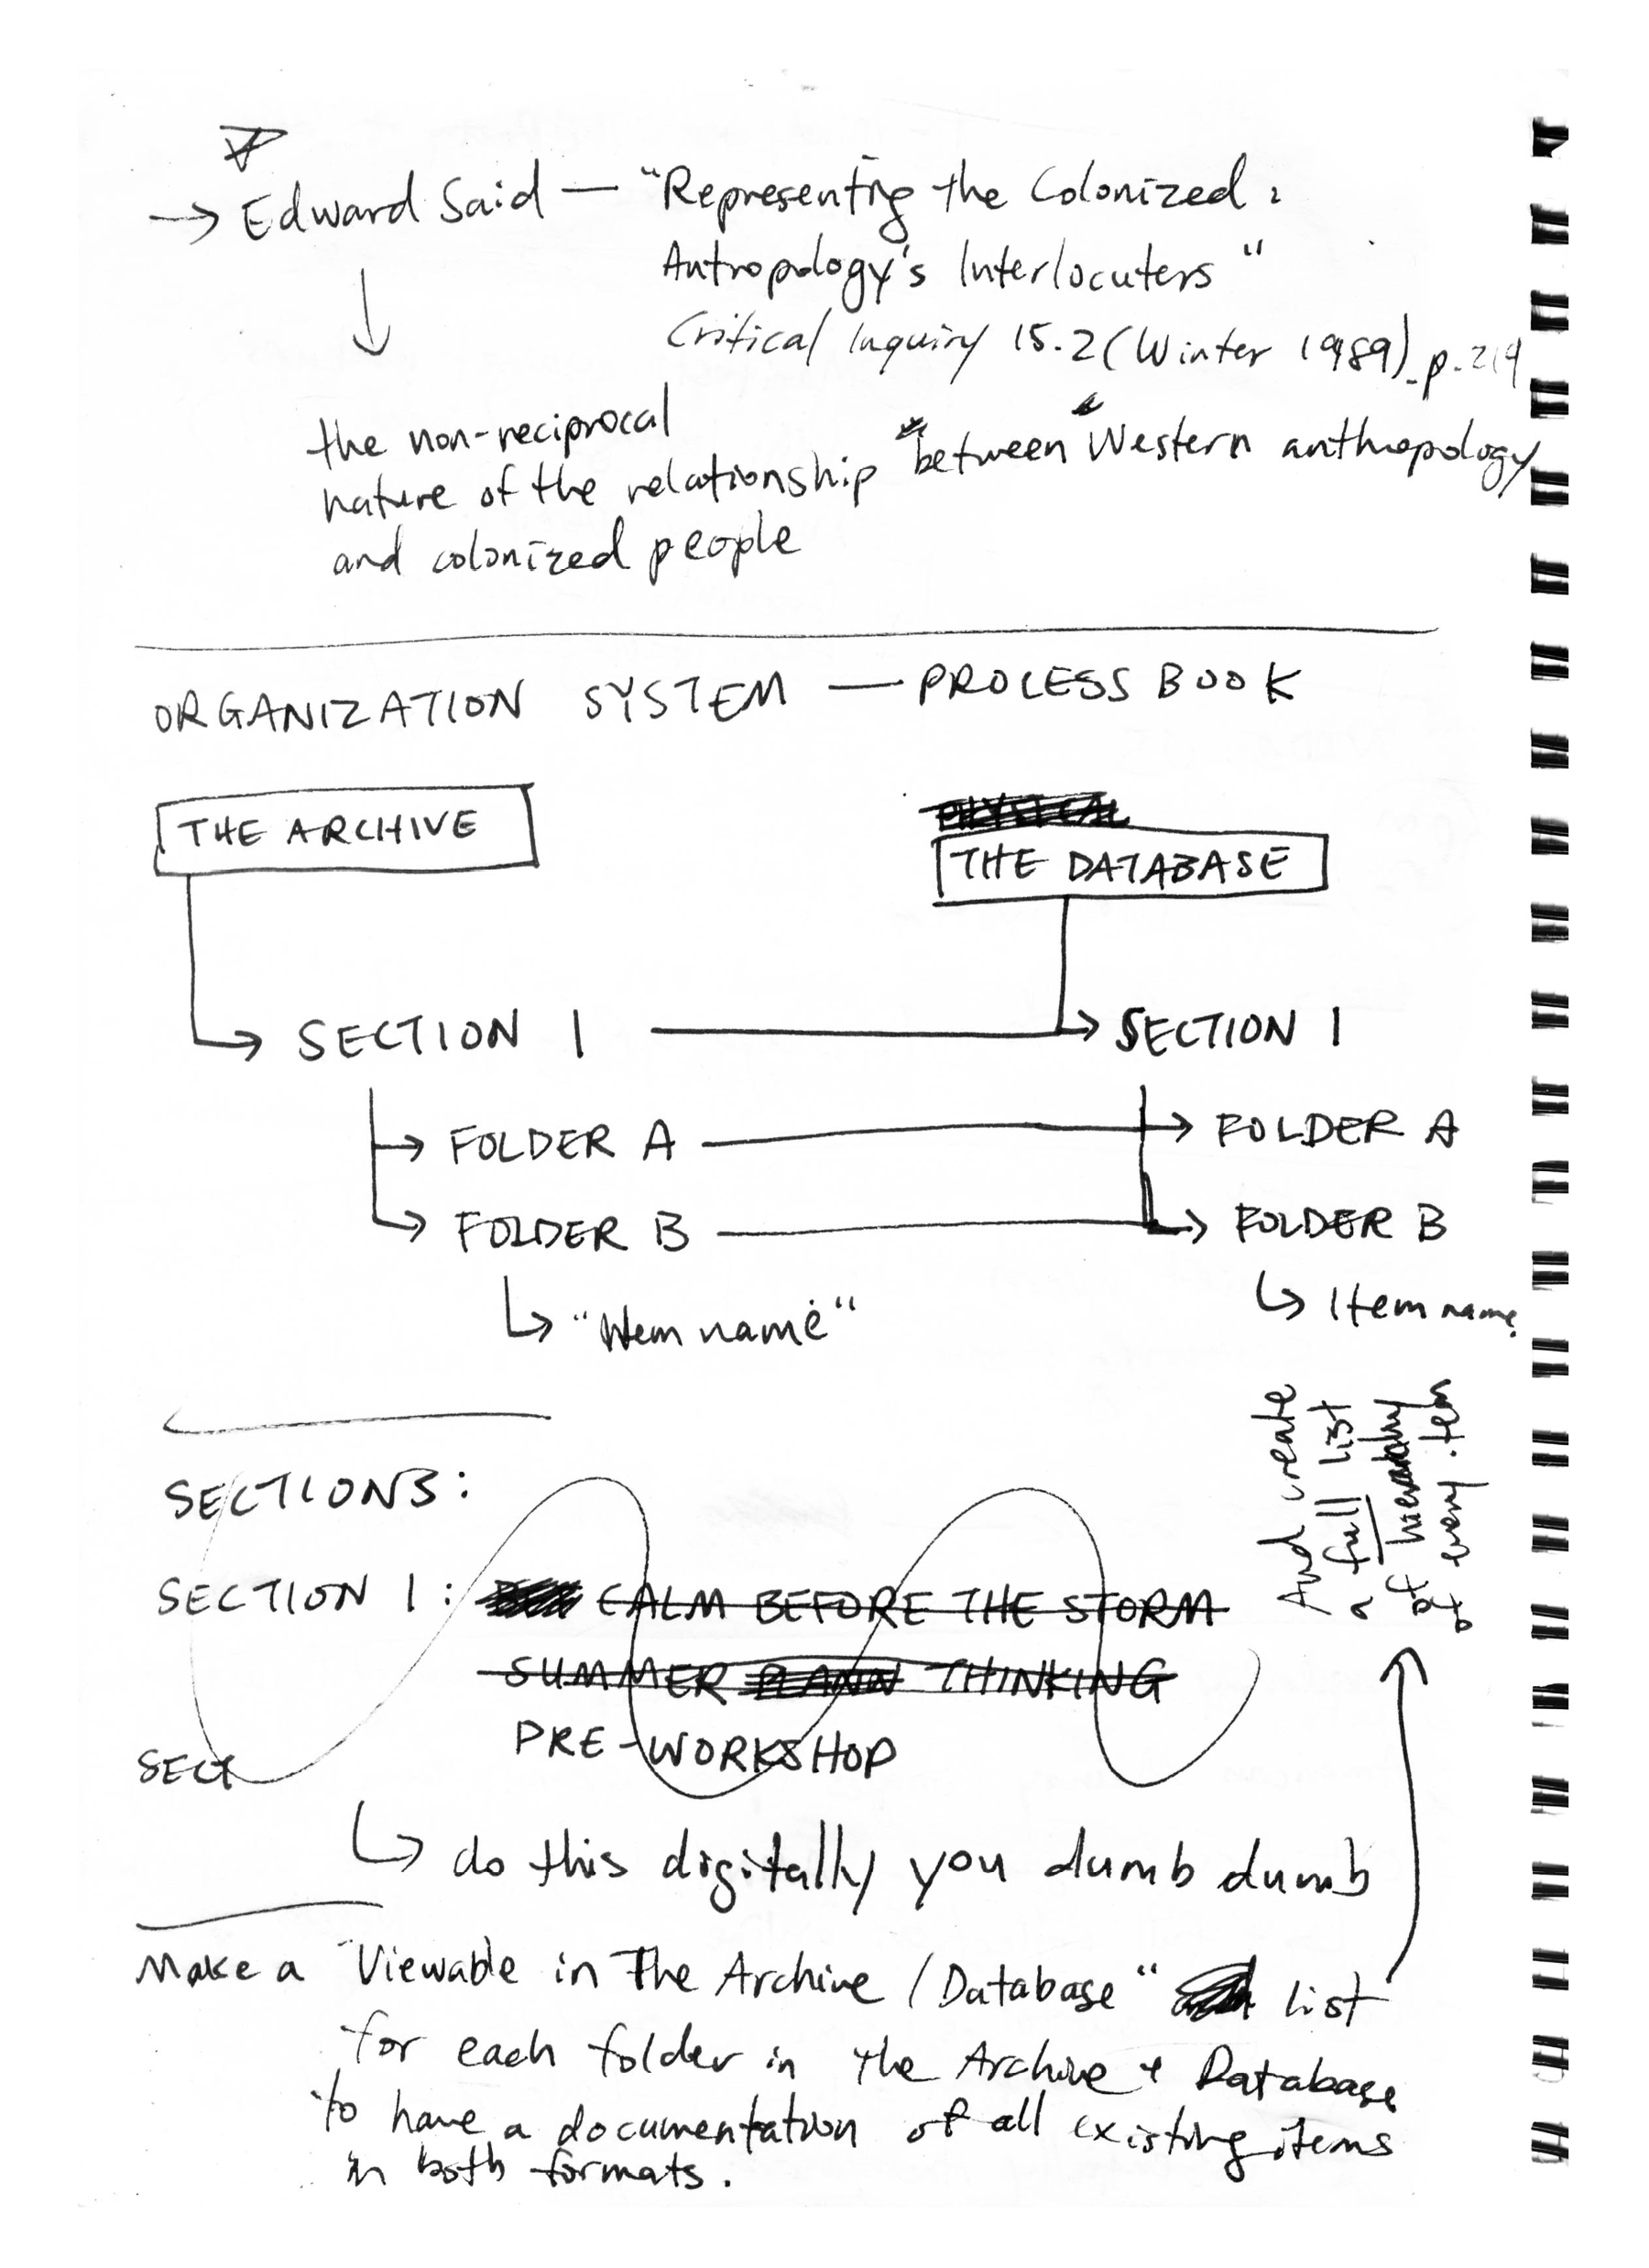 → Edward Said — "Representing the Colonized:
Antropology's Interlocuters"
Critical Inquiry 15.2 (Winter 1989). p. 219
the non-reciprocal
nature of the relationship between Western anthropology
and colonized people
ORGANIZATION SYSTEM — PROCESS BOOK
THE ARCHIVE
PHYSICAL
THE DATABASE
SECTION 1 → SECTION 1
FOLDER A → FOLDER A
FOLDER B → FOLDER B
"Item name"
Item name
SECTIONS:
SECTION 1: CALM BEFORE THE STORM
SUMMER PLANN THINKING
PRE-WORKSHOP
SECT
do this digitally you dumb dumb
Make a "Viewable in The Archive / Database" list
for each folder in the Archive + Database
to have a documentation of all existing items
in both formats.
And create
a full list
of hierarchy
of every item